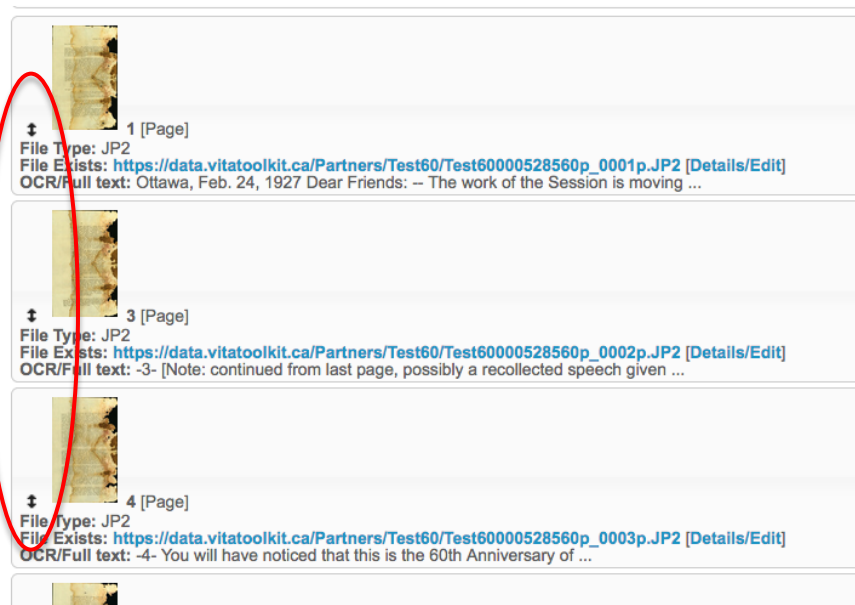 1 [Page]
File Type: JP2
File Exists: https://data.vitatoolkit.ca/Partners/Test60/Test60000528560p_0001p.JP2 [Details/Edit]
OCR/Full text: Ottawa, Feb. 24, 1927 Dear Friends: -- The work of the Session is moving ...
3 [Page]
File Type: JP2
File Exists: https://data.vitatoolkit.ca/Partners/Test60/Test60000528560p_0002p.JP2 [Details/Edit]
OCR/Full text: -3- [Note: continued from last page, possibly a recollected speech given ...
4 [Page]
File Type: JP2
File Exists: https://data.vitatoolkit.ca/Partners/Test60/Test60000528560p_0003p.JP2 [Details/Edit]
OCR/Full text: -4- You will have noticed that this is the 60th Anniversary of ...